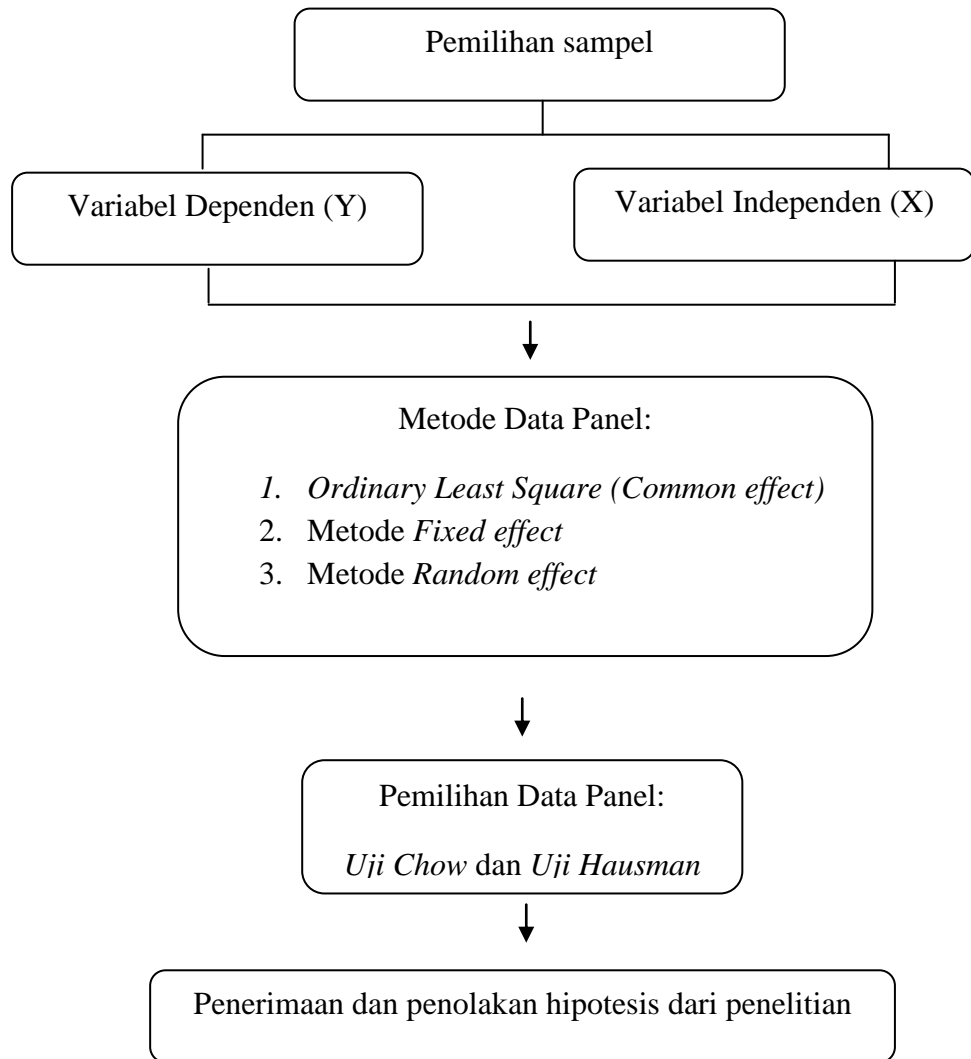 Pemilihan sampel
Variabel Dependen (Y)
Variabel Independen (X)
Metode Data Panel:
1. Ordinary Least Square (Common effect)
2. Metode Fixed effect
3. Metode Random effect
Pemilihan Data Panel:
Uji Chow dan Uji Hausman
Penerimaan dan penolakan hipotesis dari penelitian